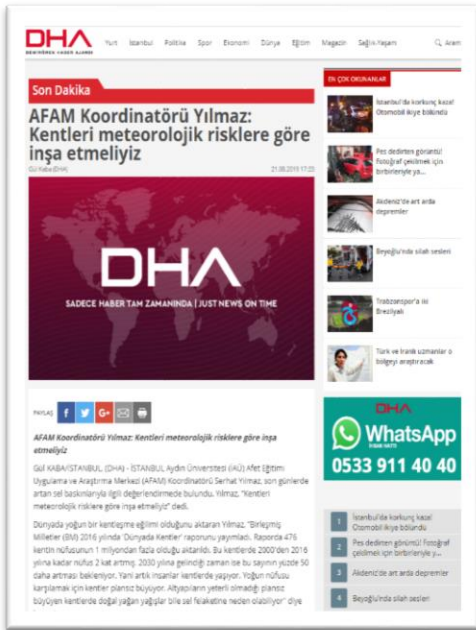 DHA
DEMİRÖREN HABER AJANSI
Yurt İstanbul Politika Spor Ekonomi Dünya Eğitim Magazin Sağlık-Yaşam Aram
Son Dakika
AFAM Koordinatörü Yılmaz:
Kentleri meteorolojik risklere göre
inşa etmeliyiz
Gül Kaba (DHA)
DHA
SADECE HABER TAM ZAMANINDA | JUST NEWS ON TIME
PAYLAŞ
AFAM Koordinatörü Yılmaz: Kentleri meteorolojik risklere göre inşa
etmeliyiz
Gül KABA/İSTANBUL, (DHA) - İSTANBUL Aydın Üniversitesi (İAÜ) Afet Eğitimi
Uygulama ve Araştırma Merkezi (AFAM) Koordinatörü Serhat Yılmaz, son günlerde
artan sel baskınlarıyla ilgili değerlendirmede bulundu. Yılmaz, "Kentleri
meteorolojik risklere göre inşa etmeliyiz" dedi.
Dünyada yoğun bir kentleşme eğilimi olduğunu aktaran Yılmaz, "Birleşmiş
Milletler (BM) 2016 yılında 'Dünyada Kentler' raporunu yayımladı. Raporda 476
kentin nüfusunun 1 milyondan fazla olduğu aktarıldı. Bu kentlerde 2000'den 2016
yılına kadar nüfus 2 kat artmış. 2030 yılına gelindiği zaman ise bu sayının yüzde 50
daha artması bekleniyor. Yani artık insanlar kentlerde yaşıyor. Yoğun nüfusu
karşılamak için kentler plansız büyüyor. Altyapıların yeterli olmadığı plansız
büyüyen kentlerde doğal yağan yağışlar bile sel felaketine neden olabiliyor" diye
EN ÇOK OKUNANLAR
İstanbul'da korkunç kaza!
Otomobil ikiye bölündü
Pes dedirten görüntü!
Fotoğraf çekilmek için
birbirleriyle ya...
Akdeniz'de art arda
depremler
Beyoğlu'nda silah sesleri
Trabzonspor'a iki
Brezilyalı
Türk ve İranlı uzmanlar o
bölgeyi araştıracak
DHA
WhatsApp
0533 911 40 40
1 İstanbul'da korkunç kaza!
Otomobil ikiye bölündü
2 Pes dedirten görüntü! Fotoğraf
çekilmek için birbirleriyle y...
3 Akdeniz'de art arda depremler
4 Beyoğlu'nda silah sesleri